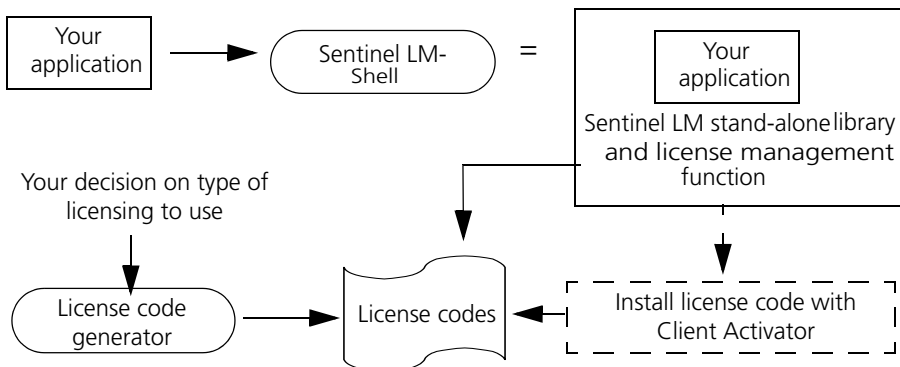 Your
application
Sentinel LM-
Shell
=
Your
application
Sentinel LM stand-alone library
and license management
function
Your decision on type of
licensing to use
License code
generator
License codes
Install license code with
Client Activator